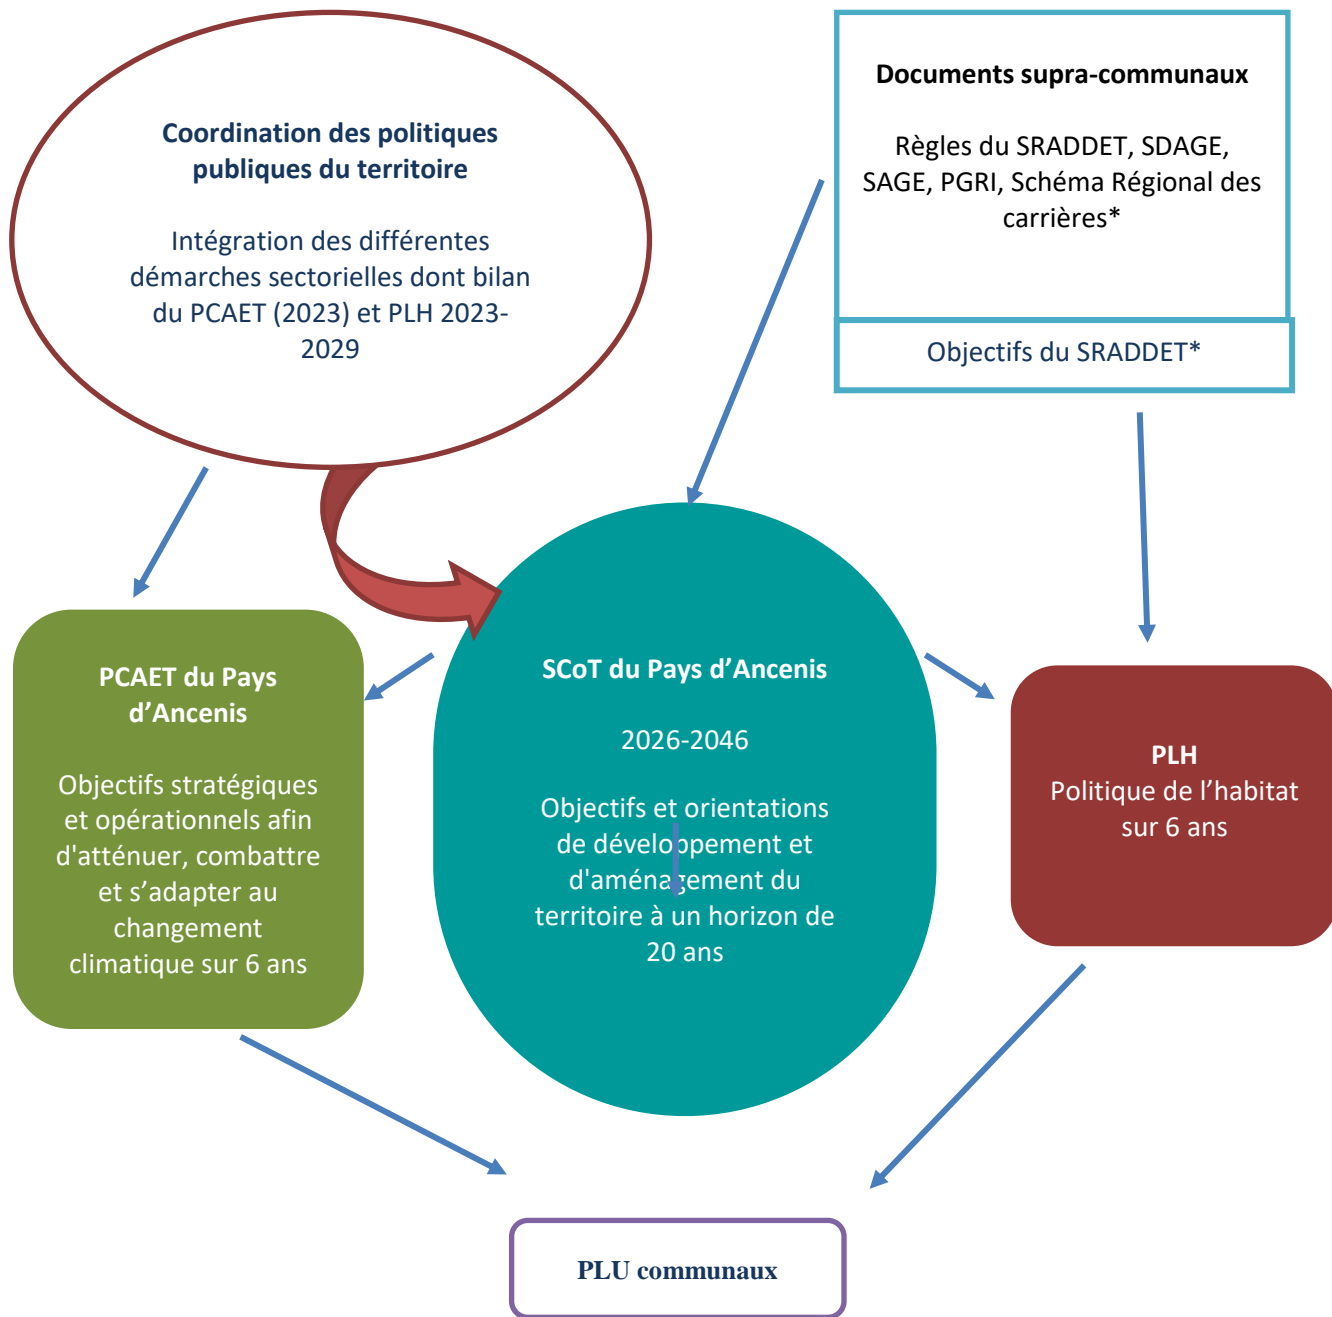 Coordination des politiques
publiques du territoire
Intégration des différentes
démarches sectorielles dont bilan
du PCAET (2023) et PLH 2023-
2029
Documents supra-communaux
Règles du SRADDET, SDAGE,
SAGE, PGRI, Schéma Régional des
carrières*
Objectifs du SRADDET*
PCAET du Pays
d’Ancenis
Objectifs stratégiques
et opérationnels afin
d'atténuer, combattre
et s’adapter au
changement
climatique sur 6 ans
SCoT du Pays d’Ancenis
2026-2046
Objectifs et orientations
de développement et
d'aménagement du
territoire à un horizon de
20 ans
PLH
Politique de l’habitat
sur 6 ans
PLU communaux